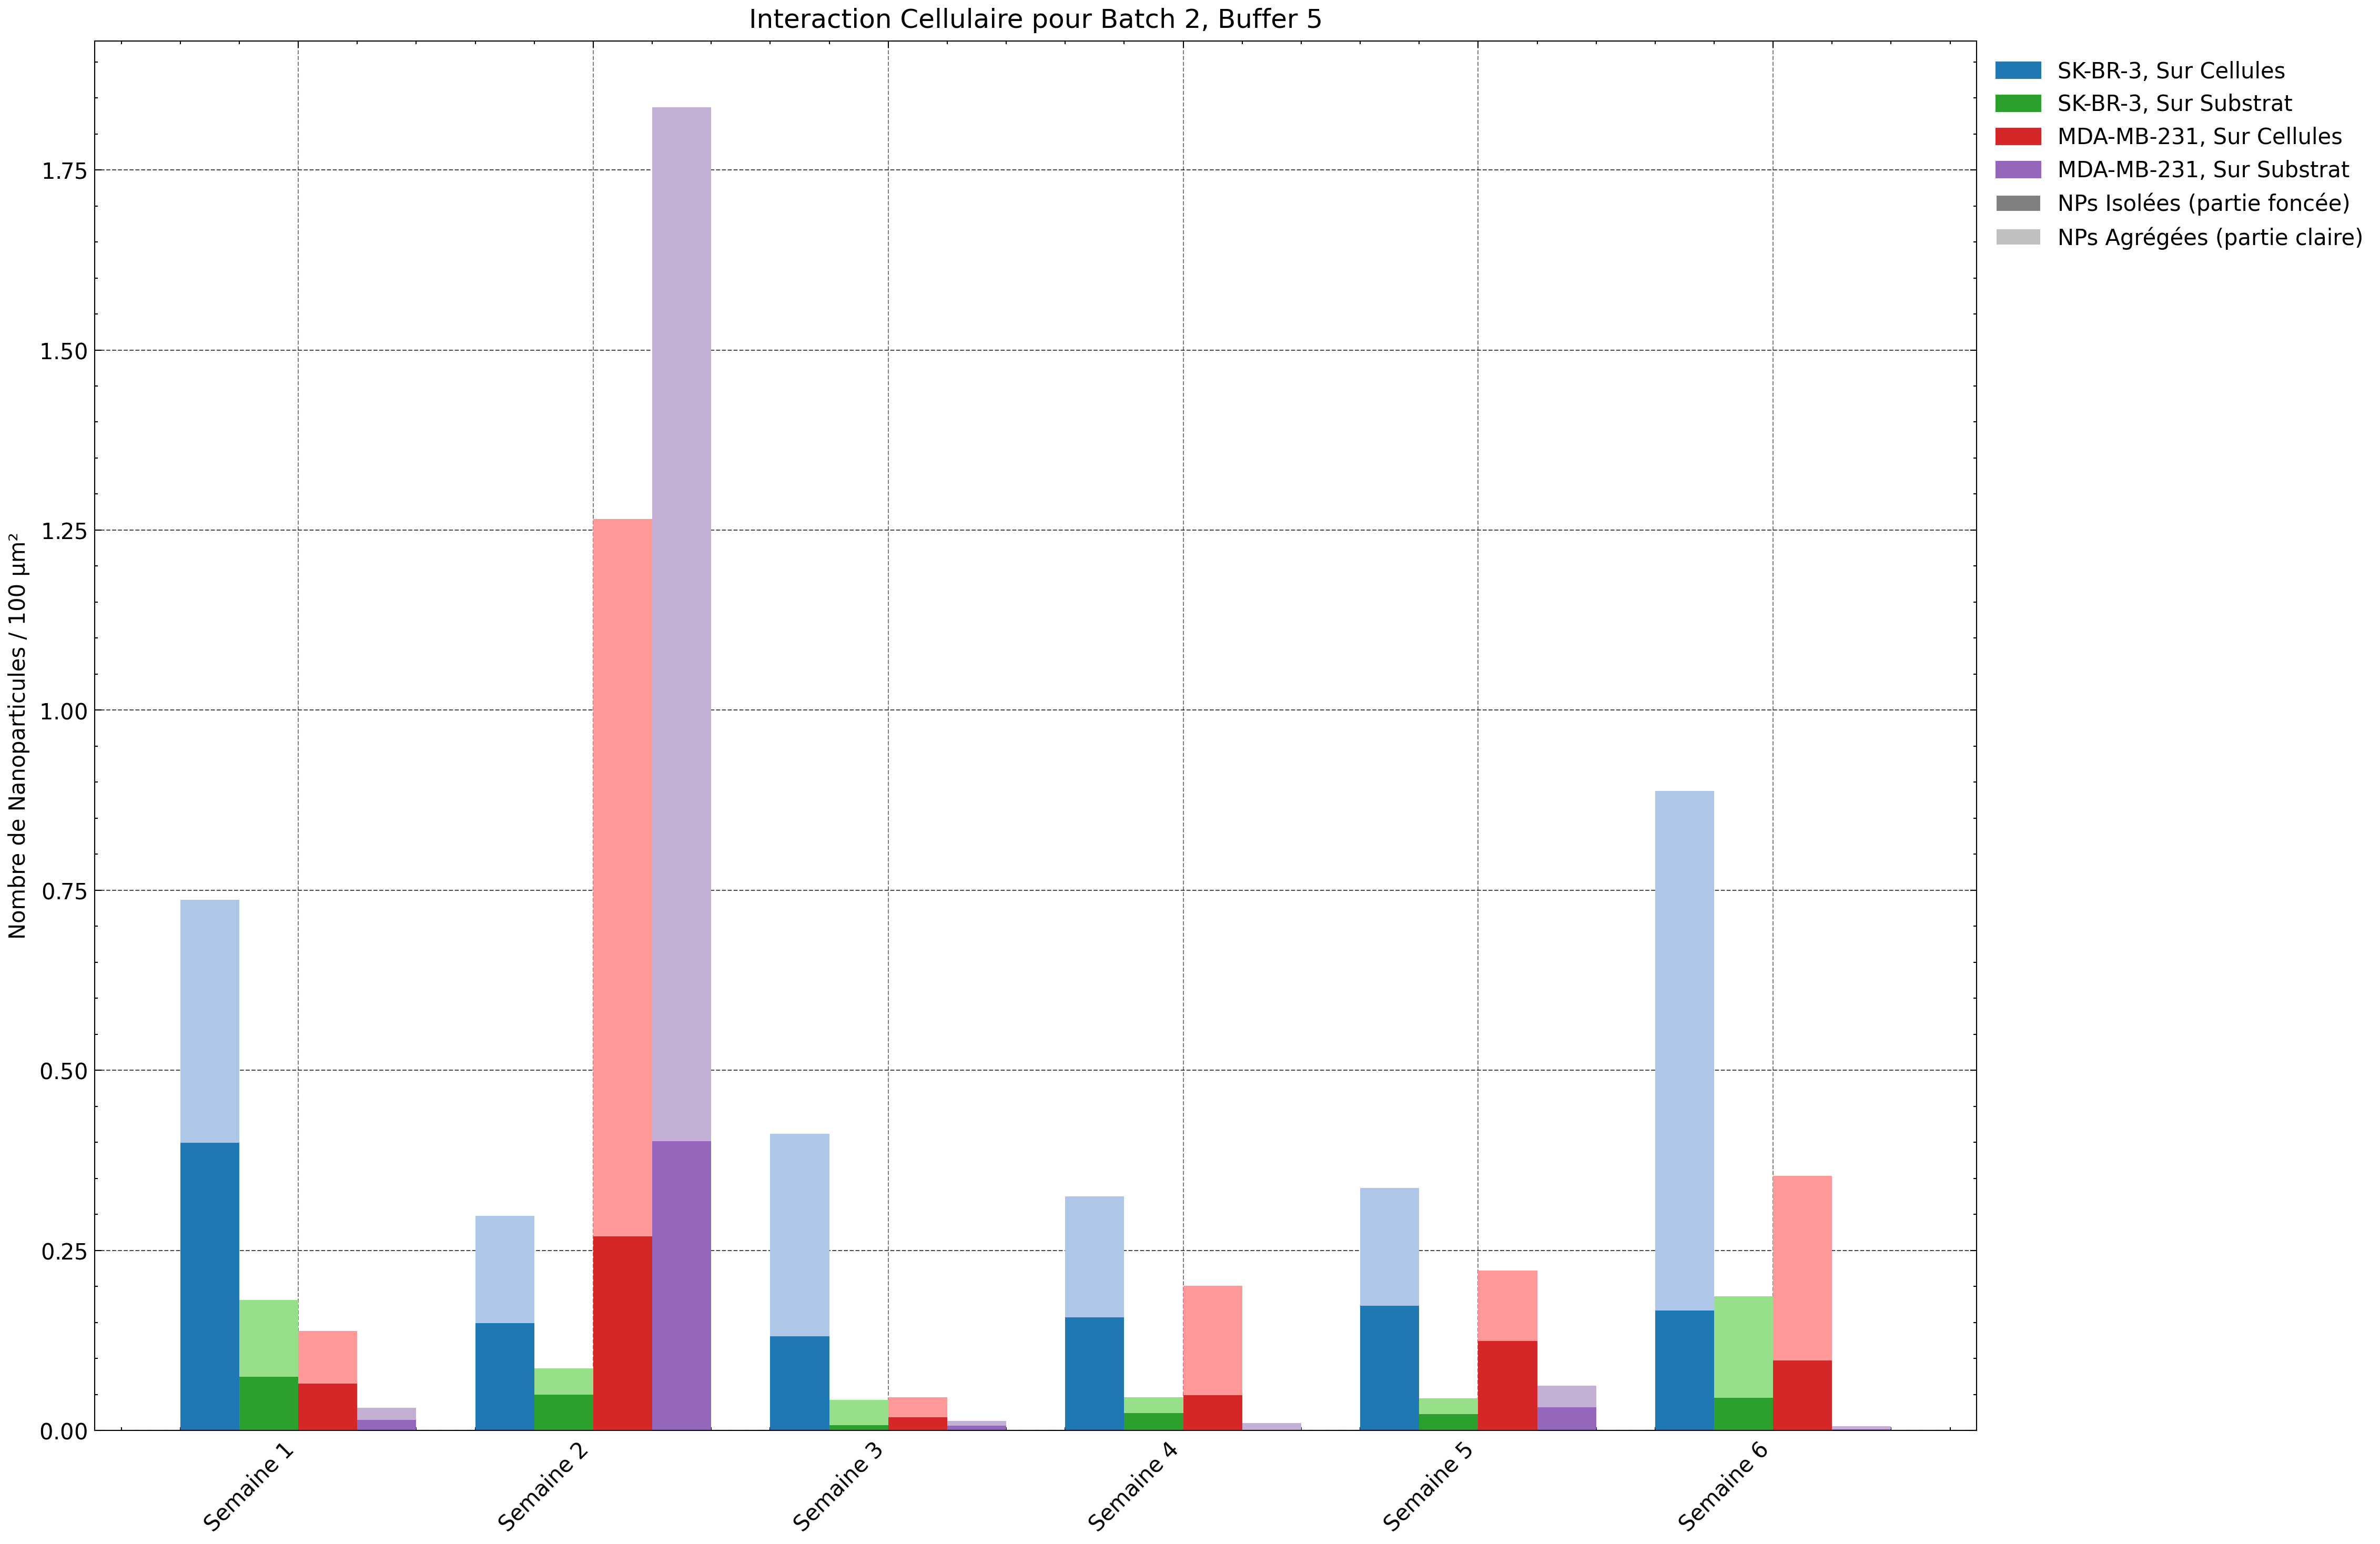 Interaction Cellulaire pour Batch 2, Buffer 5
Nombre de Nanoparticules / 100 µm²
1.75
1.50
1.25
1.00
0.75
0.50
0.25
0.00
Semaine 1
Semaine 2
Semaine 3
Semaine 4
Semaine 5
Semaine 6
SK-BR-3, Sur Cellules
SK-BR-3, Sur Substrat
MDA-MB-231, Sur Cellules
MDA-MB-231, Sur Substrat
NPs Isolées (partie foncée)
NPs Agrégées (partie claire)